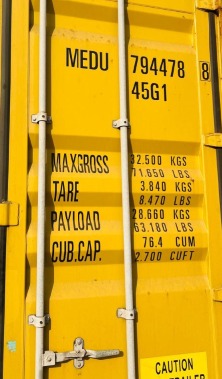 MEDU 794478 8
45G1
MAXGROSS 32.500 KGS
71.650 LBS
TARE 3.840 KGS
8.470 LBS
PAYLOAD 28.660 KGS
63.180 LBS
CUB.CAP. 76.4 CUM
2.700 CUFT
CAUTION